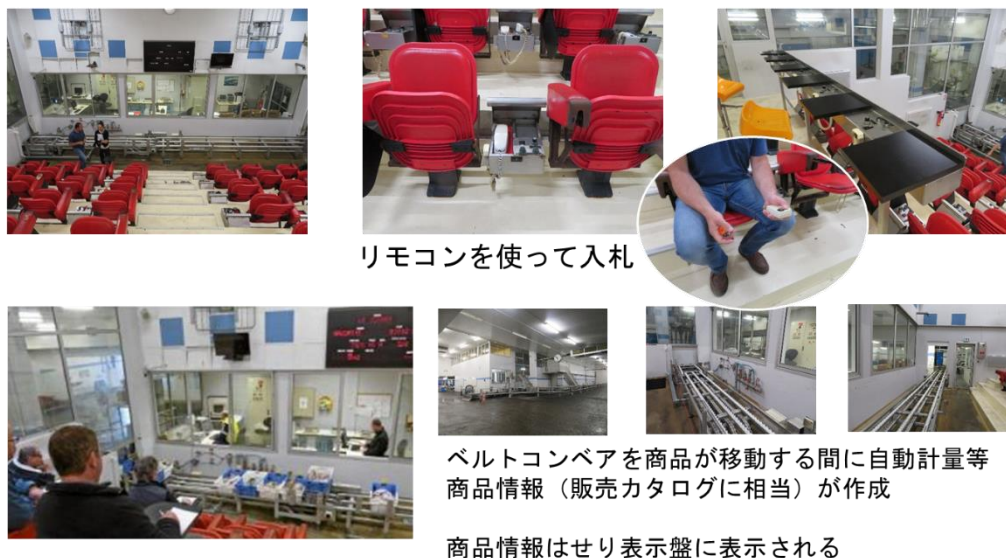 リモコンを使って入札
ベルトコンベアを商品が移動する間に自動計量等
商品情報（販売カタログに相当）が作成
商品情報はせり表示盤に表示される